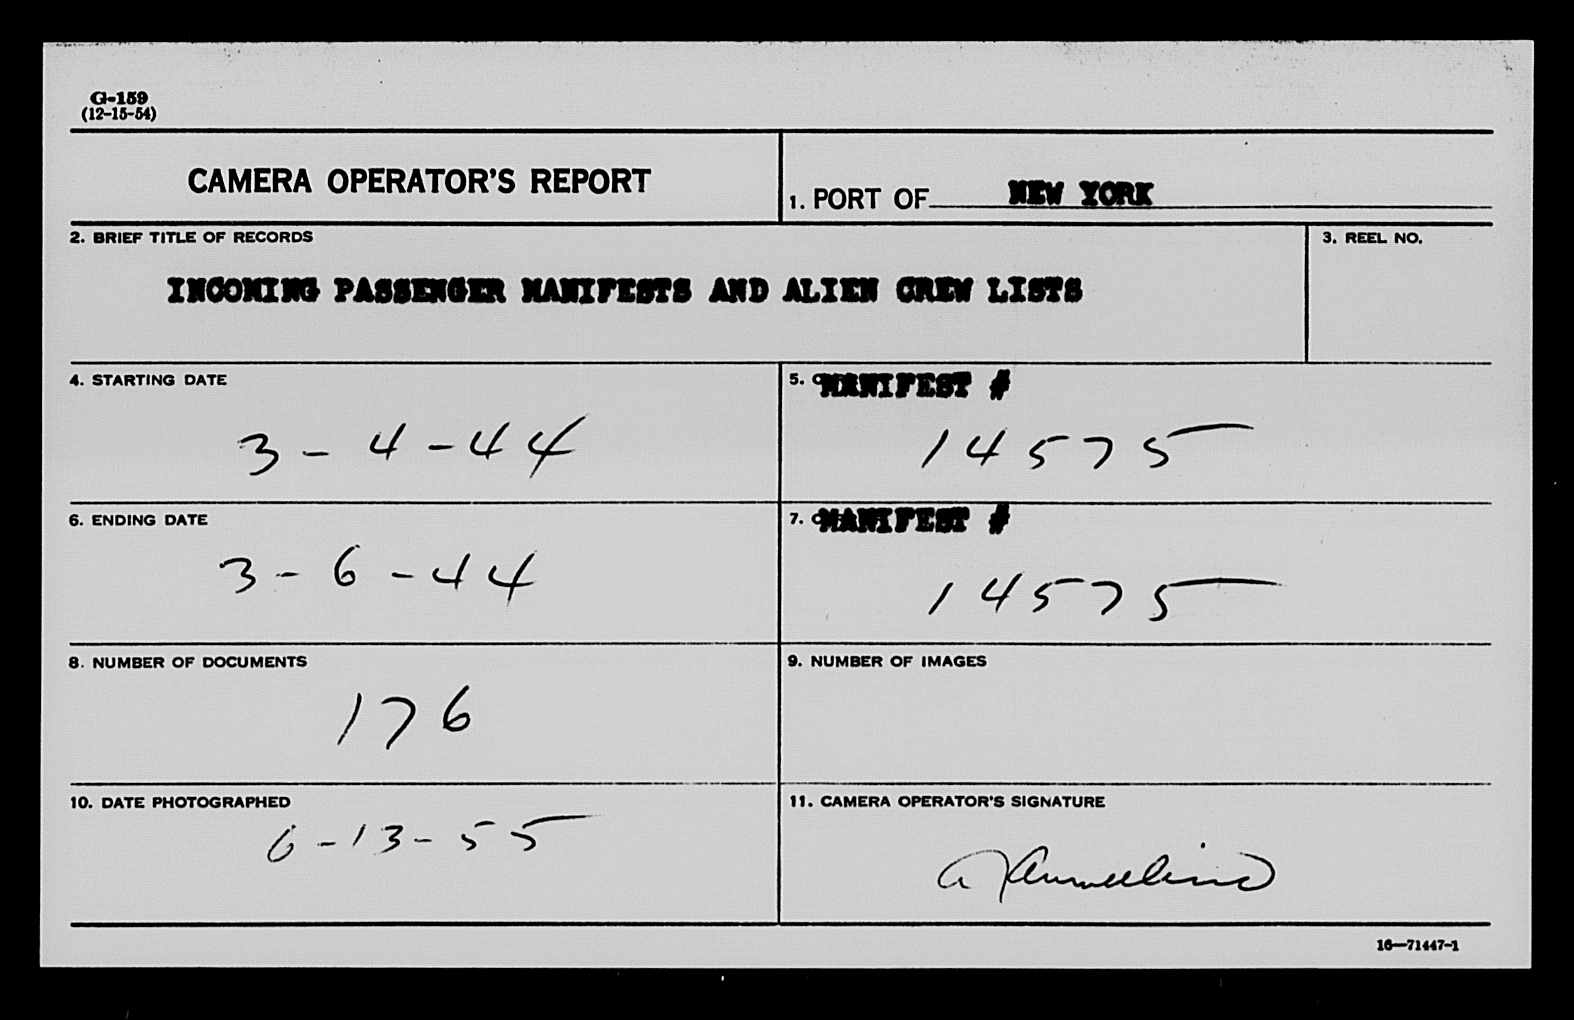 G-159
(12-15-54)
CAMERA OPERATOR'S REPORT
1. PORT OF NEW YORK
2. BRIEF TITLE OF RECORDS
INCOMING PASSENGER MANIFESTS AND ALIEN CREW LISTS
3. REEL NO.
4. STARTING DATE
3-4-44
5. MANIFEST #
14575
6. ENDING DATE
3-6-44
7. MANIFEST #
14575
8. NUMBER OF DOCUMENTS
176
9. NUMBER OF IMAGES
10. DATE PHOTOGRAPHED
6-13-55
11. CAMERA OPERATOR'S SIGNATURE
16—71447-1